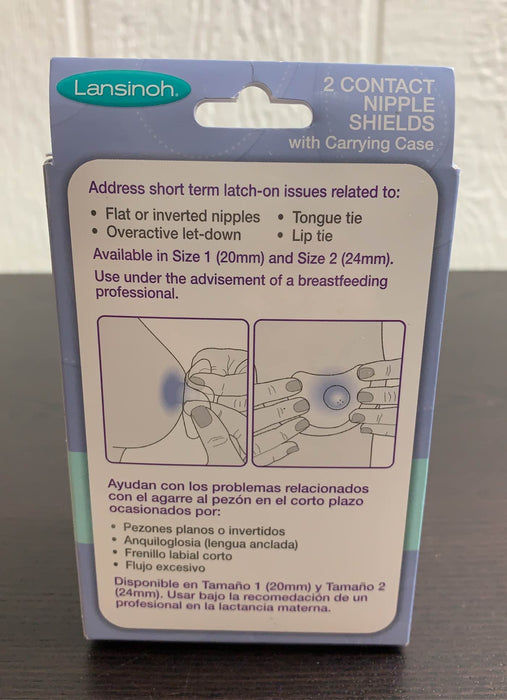 Lansinoh®
2 CONTACT
NIPPLE
SHIELDS
with Carrying Case
Address short term latch-on issues related to:
• Flat or inverted nipples • Tongue tie
• Overactive let-down • Lip tie
Available in Size 1 (20mm) and Size 2 (24mm).
Use under the advisement of a breastfeeding
professional.
Ayudan con los problemas relacionados
con el agarre al pezón en el corto plazo
ocasionados por:
• Pezones planos o invertidos
• Anquiloglosia (lengua anclada)
• Frenillo labial corto
• Flujo excesivo
Disponible en Tamaño 1 (20mm) y Tamaño 2
(24mm). Usar bajo la recomedación de un
profesional en la lactancia materna.